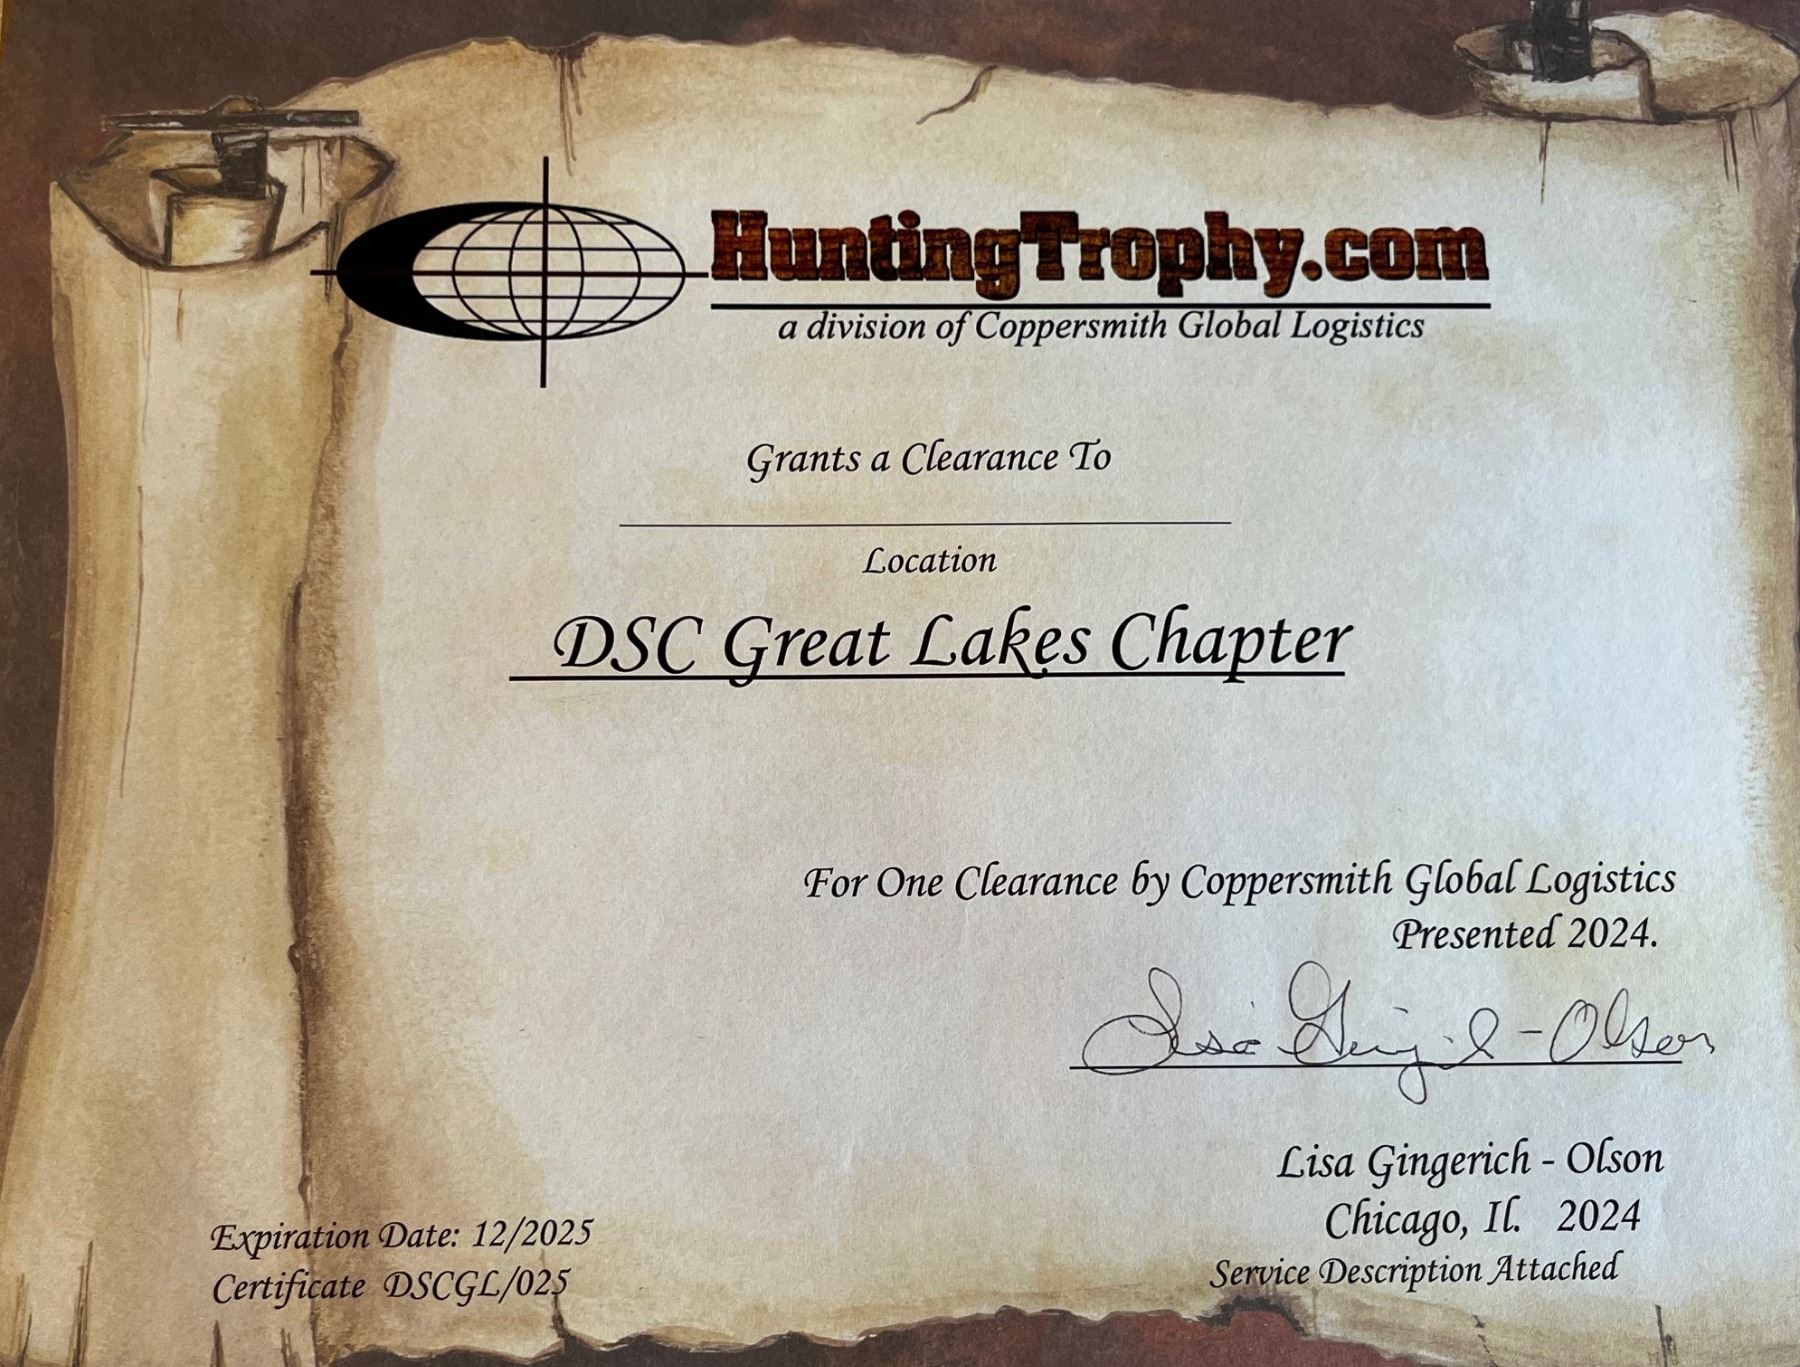 HuntingTrophy.com
a division of Coppersmith Global Logistics
Grants a Clearance To
Location
DSC Great Lakes Chapter
For One Clearance by Coppersmith Global Logistics
Presented 2024.
Lisa Gingerich-Olson
Lisa Gingerich - Olson
Chicago, Il. 2024
Service Description Attached
Expiration Date: 12/2025
Certificate DSCGL/025